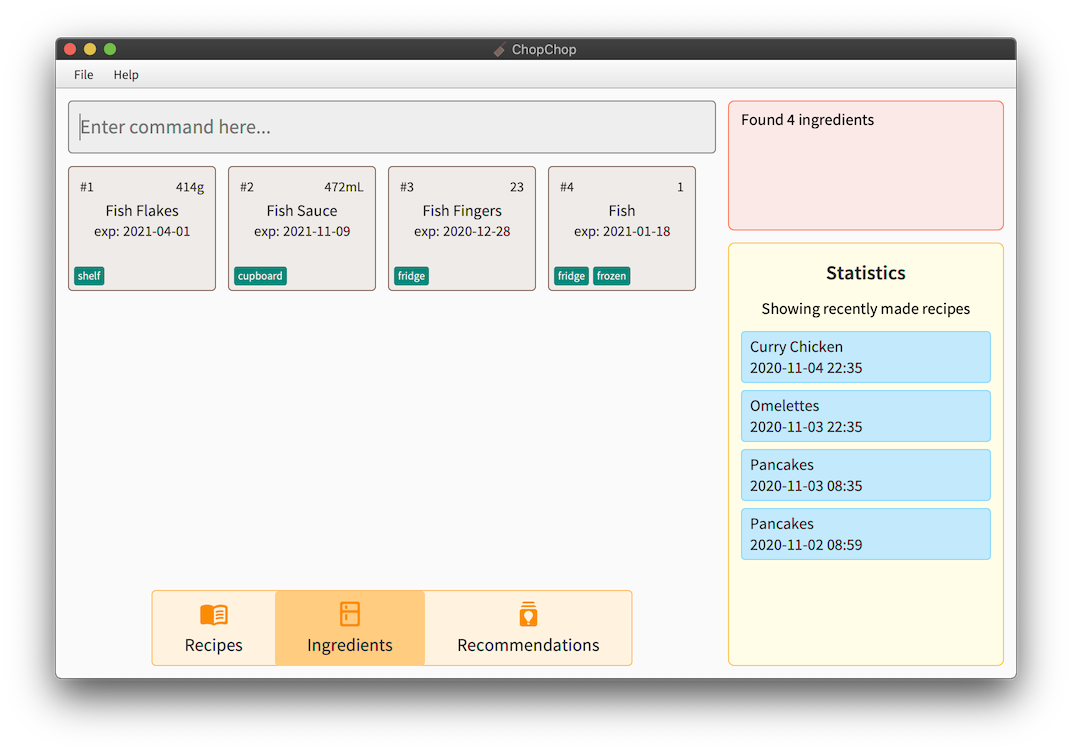 ChopChop
File Help
Enter command here...
#1 414g
Fish Flakes
exp: 2021-04-01
shelf
#2 472mL
Fish Sauce
exp: 2021-11-09
cupboard
#3 23
Fish Fingers
exp: 2020-12-28
fridge
#4 1
Fish
exp: 2021-01-18
fridge frozen
Found 4 ingredients
Statistics
Showing recently made recipes
Curry Chicken
2020-11-04 22:35
Omelettes
2020-11-03 22:35
Pancakes
2020-11-03 08:35
Pancakes
2020-11-02 08:59
Recipes
Ingredients
Recommendations